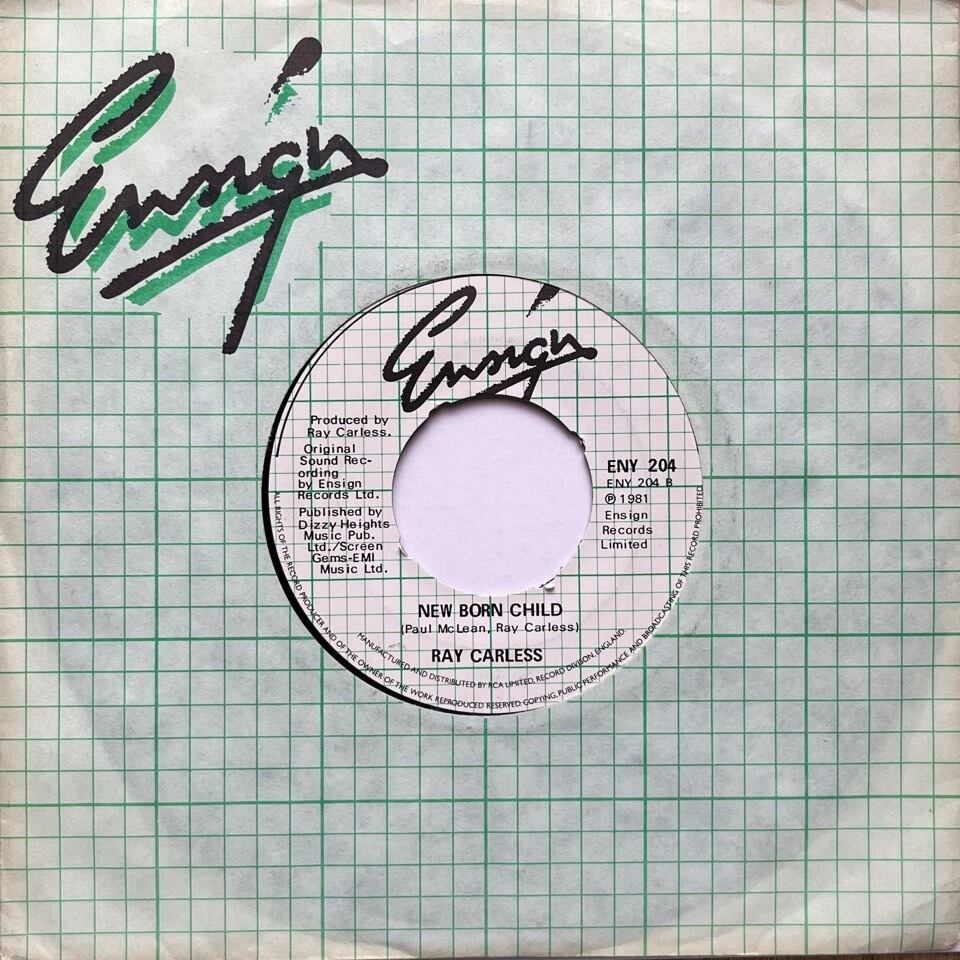 Ensign
Ensign
Produced by
Ray Carless.
Original
Sound Rec-
ording
by Ensign
Records Ltd.
Published by
Dizzy Heights
Music Pub.
Ltd./Screen
Gems-EMI
Music Ltd.
ENY 204
ENY 204 B
℗ 1981
Ensign
Records
Limited
NEW BORN CHILD
(Paul McLean, Ray Carless)
RAY CARLESS
MANUFACTURED AND DISTRIBUTED BY RCA LIMITED, RECORD DIVISON, ENGLAND.
ALL RIGHTS OF THE RECORD PRODUCER AND OF THE OWNER OF THE WORK REPRODUCED RESERVED COPYING, PUBLIC PERFORMANCE AND BROADCASTING OF THIS RECORD PROHIBITED